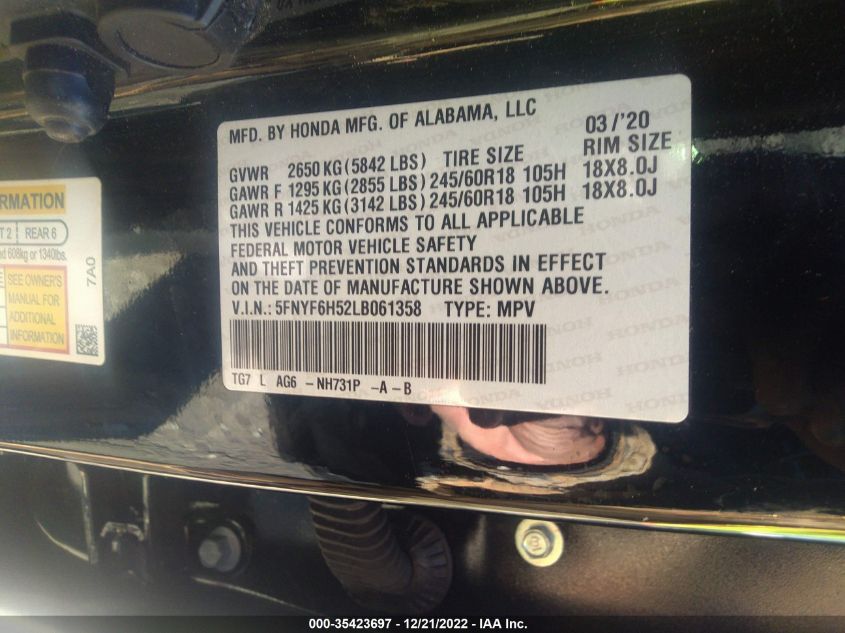 MFD. BY HONDA MFG. OF ALABAMA, LLC 03/'20
GVWR 2650 KG (5842 LBS) TIRE SIZE RIM SIZE
GAWR F 1295 KG (2855 LBS) 245/60R18 105H 18X8.0J
GAWR R 1425 KG (3142 LBS) 245/60R18 105H 18X8.0J
THIS VEHICLE CONFORMS TO ALL APPLICABLE
FEDERAL MOTOR VEHICLE SAFETY
AND THEFT PREVENTION STANDARDS IN EFFECT
ON THE DATE OF MANUFACTURE SHOWN ABOVE.
V.I.N.: 5FNYF6H52LB061358 TYPE: MPV
TG7 L AG6 -NH731P -A -B
REAR 6
608kg or 1340lbs.
SEE OWNER'S
MANUAL FOR
ADDITIONAL
INFORMATION
7A0
HONDA
000-35423697 - 12/21/2022 - IAA Inc.